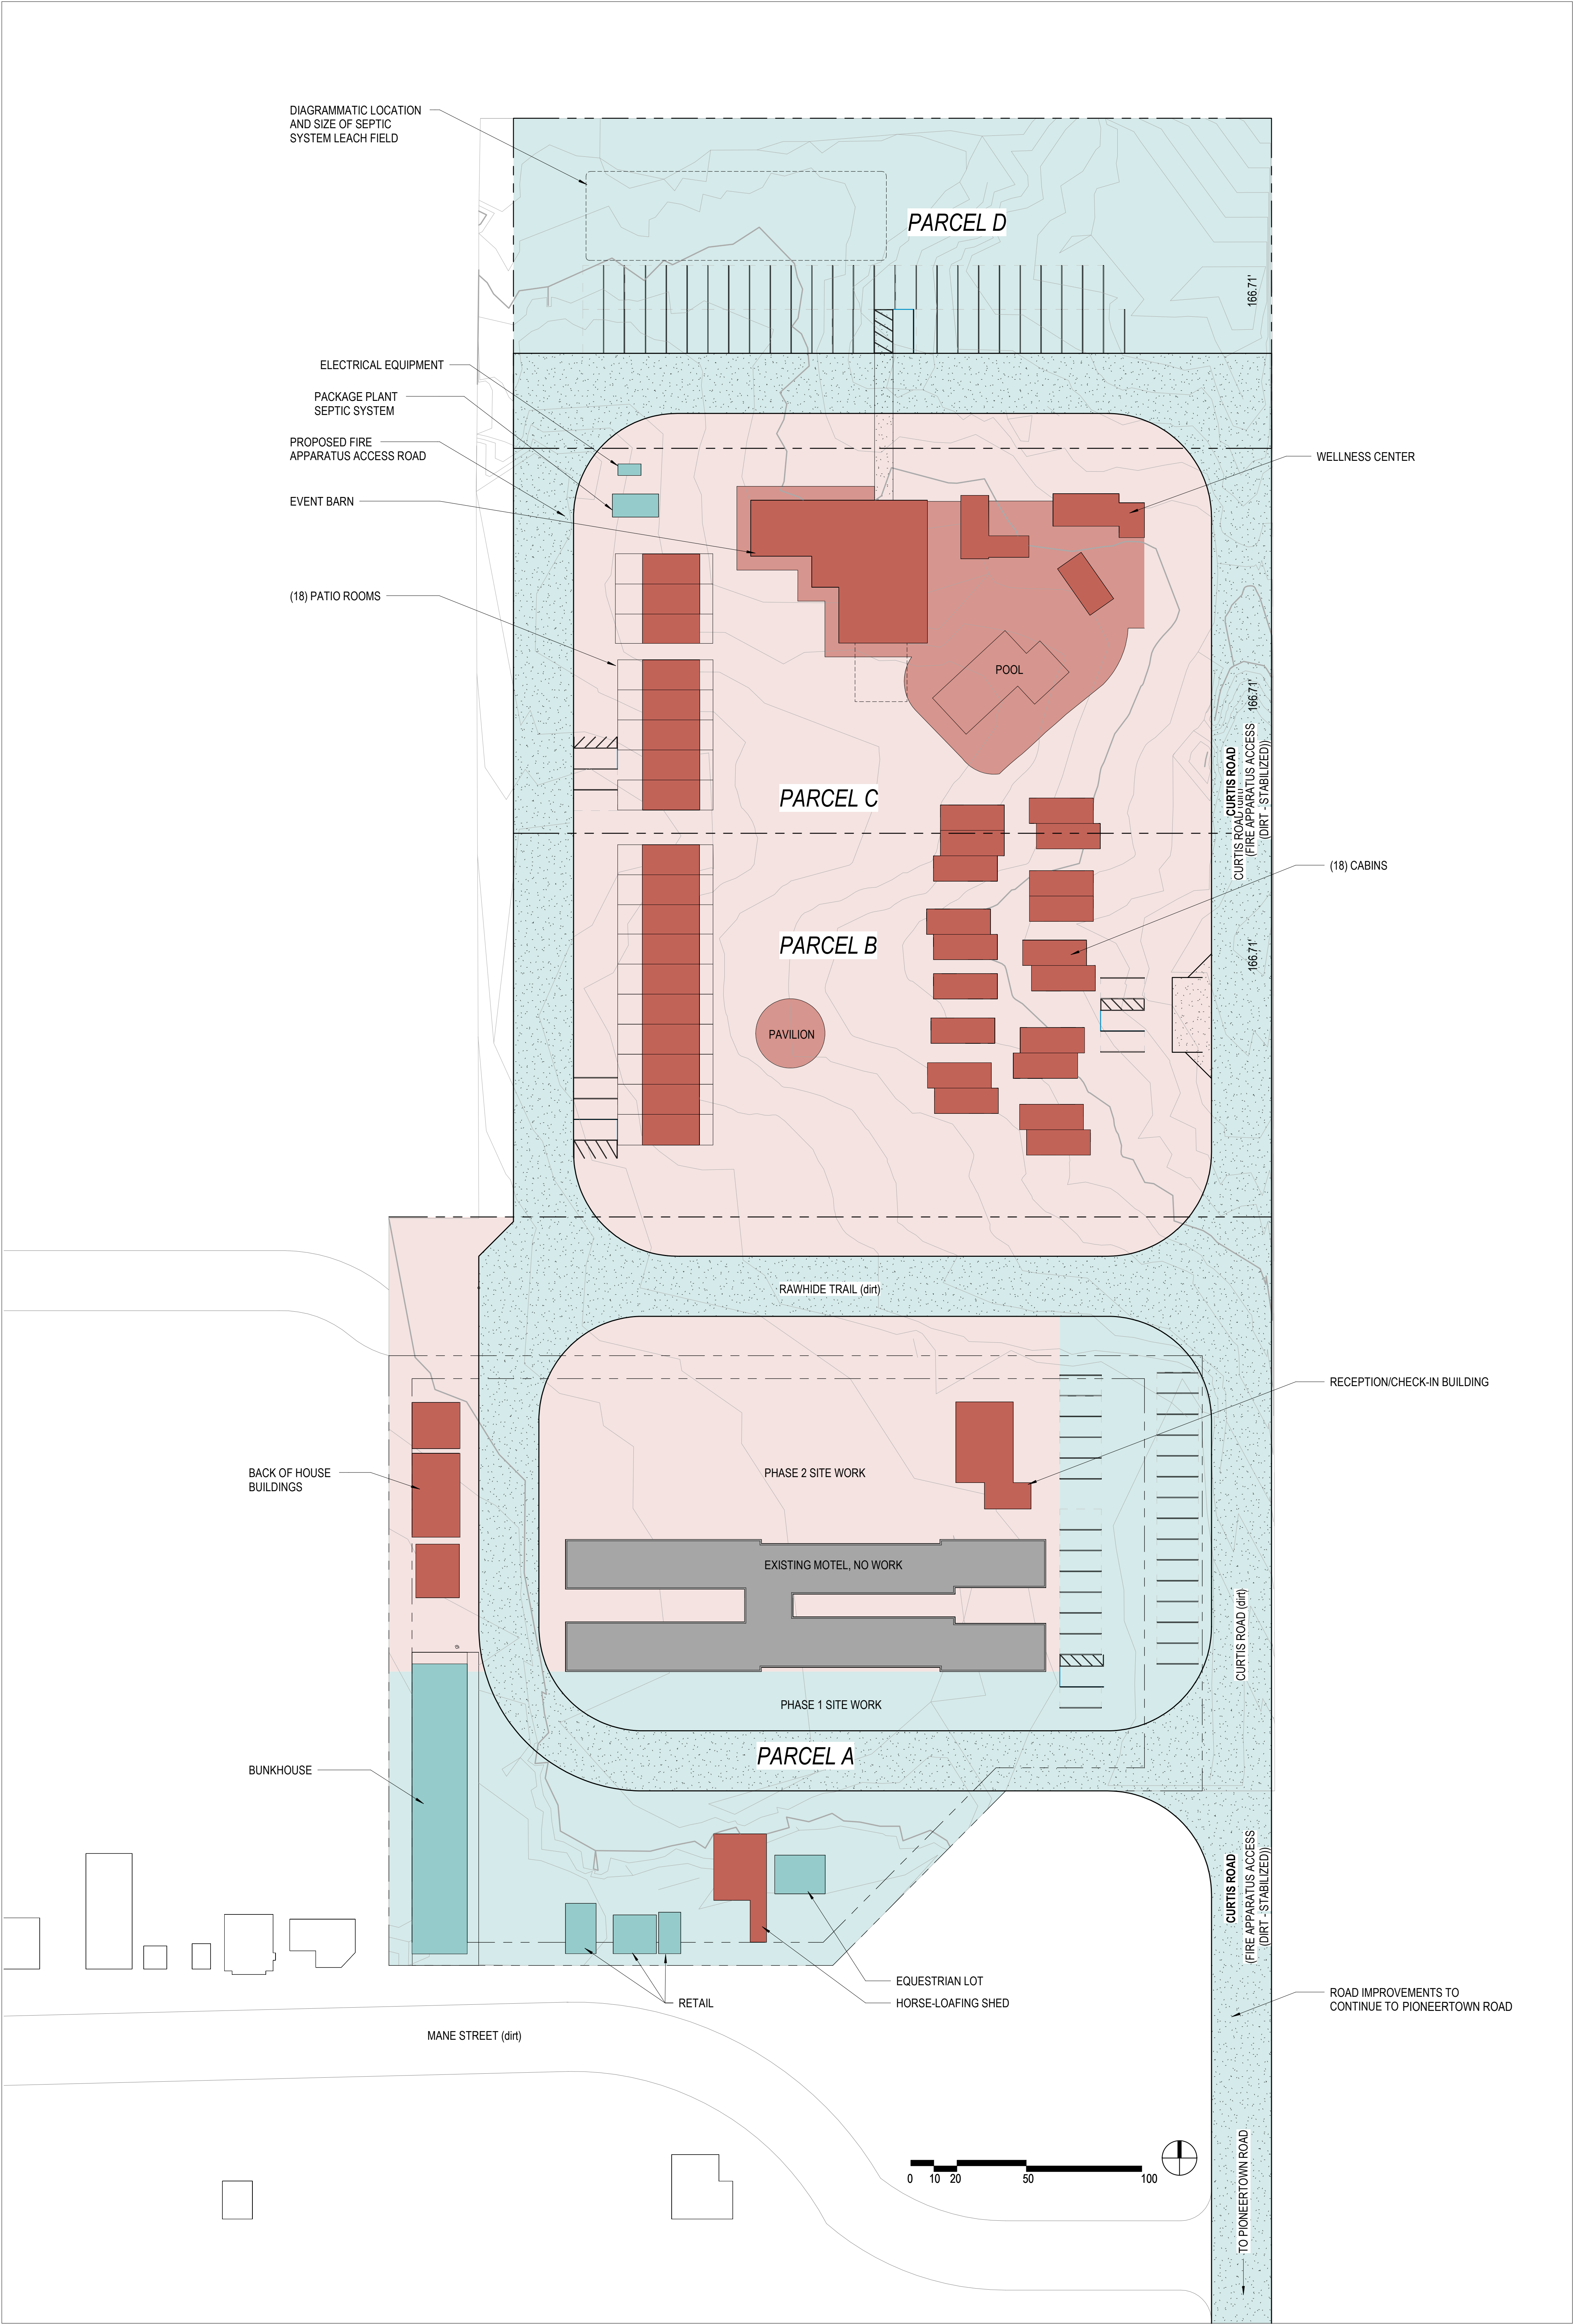 DIAGRAMMATIC LOCATION
AND SIZE OF SEPTIC
SYSTEM LEACH FIELD
PARCEL D
166.71'
ELECTRICAL EQUIPMENT
PACKAGE PLANT
SEPTIC SYSTEM
PROPOSED FIRE
APPARATUS ACCESS ROAD
WELLNESS CENTER
EVENT BARN
(18) PATIO ROOMS
POOL
166.71'
CURTIS ROAD
CURTIS ROAD
(FIRE APPARATUS ACCESS
(DIRT - STABILIZED))
PARCEL C
(18) CABINS
PARCEL B
166.71'
PAVILION
RAWHIDE TRAIL (dirt)
RECEPTION/CHECK-IN BUILDING
BACK OF HOUSE
BUILDINGS
PHASE 2 SITE WORK
EXISTING MOTEL, NO WORK
CURTIS ROAD (dirt)
PHASE 1 SITE WORK
PARCEL A
BUNKHOUSE
CURTIS ROAD
(FIRE APPARATUS ACCESS
(DIRT - STABILIZED))
EQUESTRIAN LOT
HORSE-LOAFING SHED
RETAIL
ROAD IMPROVEMENTS TO
CONTINUE TO PIONEERTOWN ROAD
MANE STREET (dirt)
0 10 20 50 100
TO PIONEERTOWN ROAD